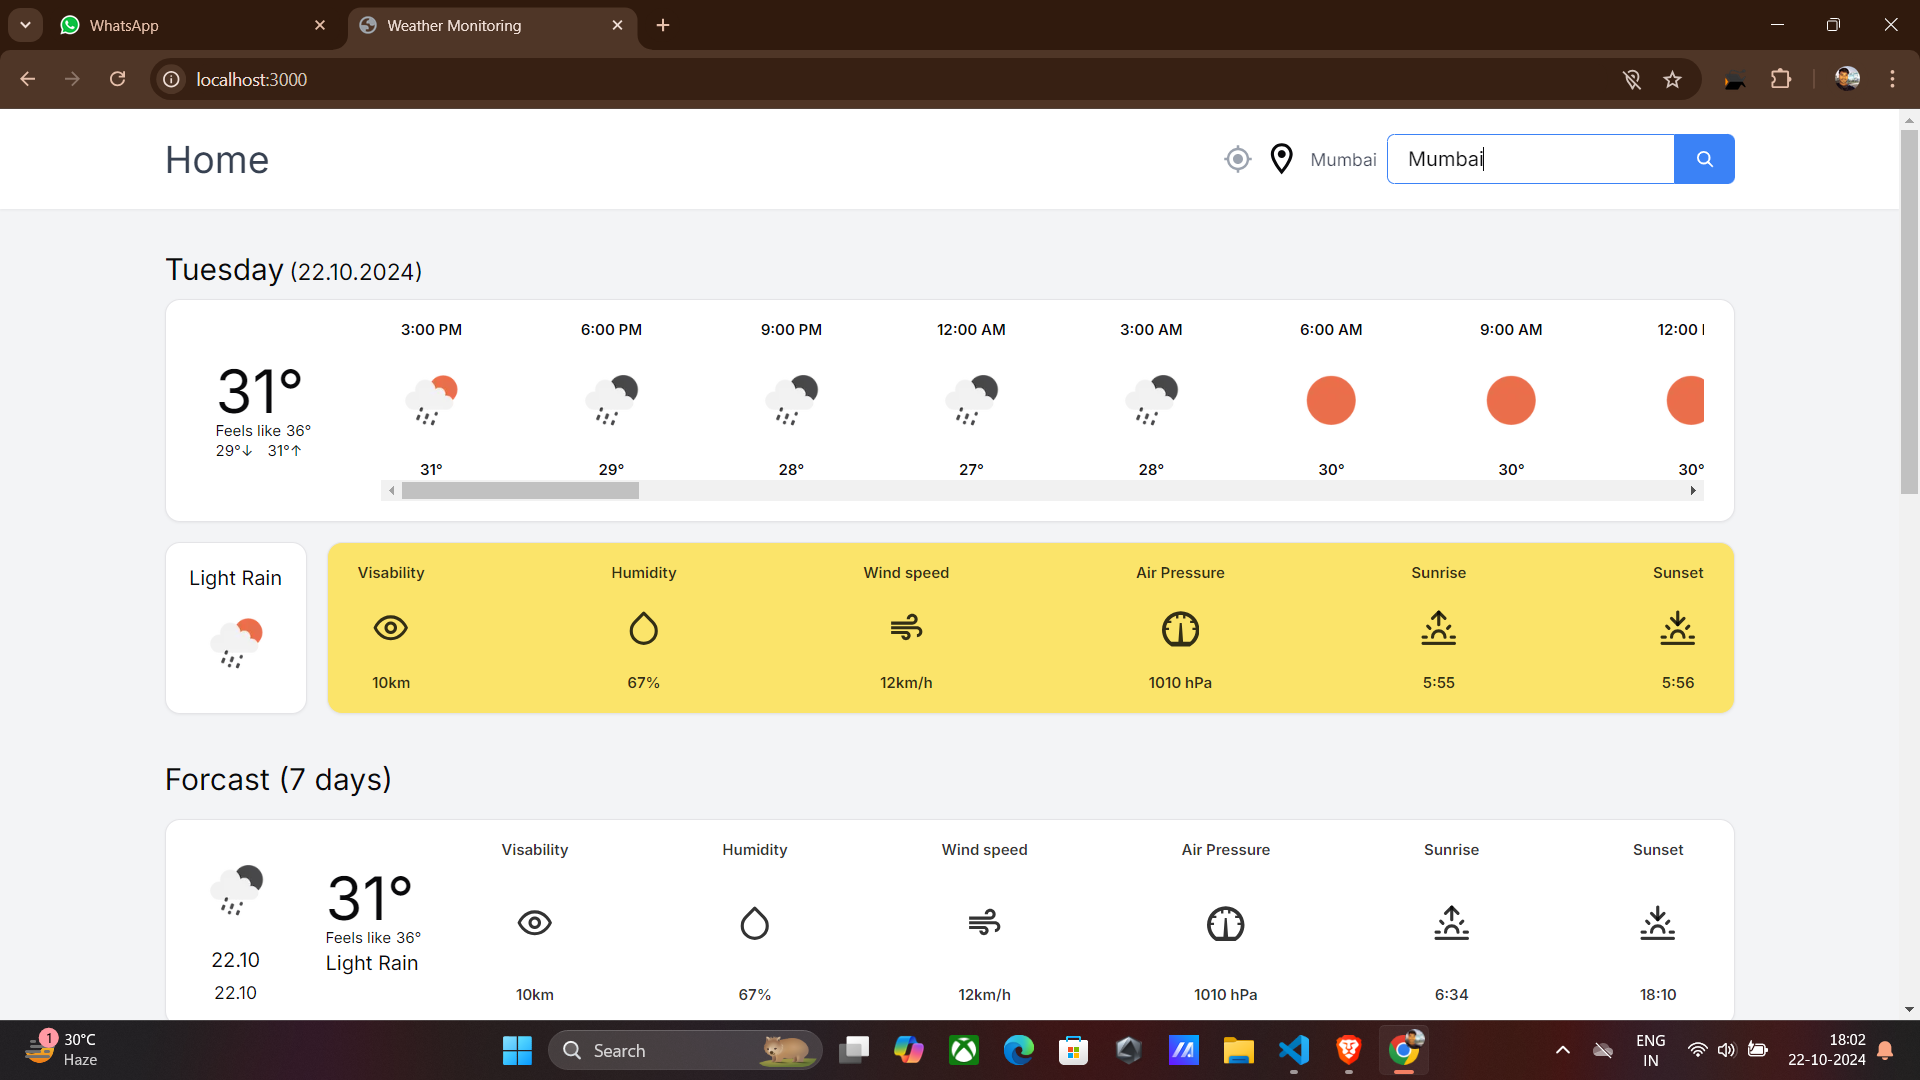 WhatsApp
Weather Monitoring
localhost:3000
Home
Mumbai
Mumbai
Tuesday (22.10.2024)
3:00 PM 6:00 PM 9:00 PM 12:00 AM 3:00 AM 6:00 AM 9:00 AM 12:00
31°
Feels like 36°
29°↓ 31°↑
31° 29° 28° 27° 28° 30° 30° 30°
Light Rain
Visability Humidity Wind speed Air Pressure Sunrise Sunset
10km 67% 12km/h 1010 hPa 5:55 5:56
Forcast (7 days)
Visability Humidity Wind speed Air Pressure Sunrise Sunset
31°
Feels like 36°
Light Rain
22.10
22.10
10km 67% 12km/h 1010 hPa 6:34 18:10
1
30°C
Haze
Search
ENG
IN
18:02
22-10-2024